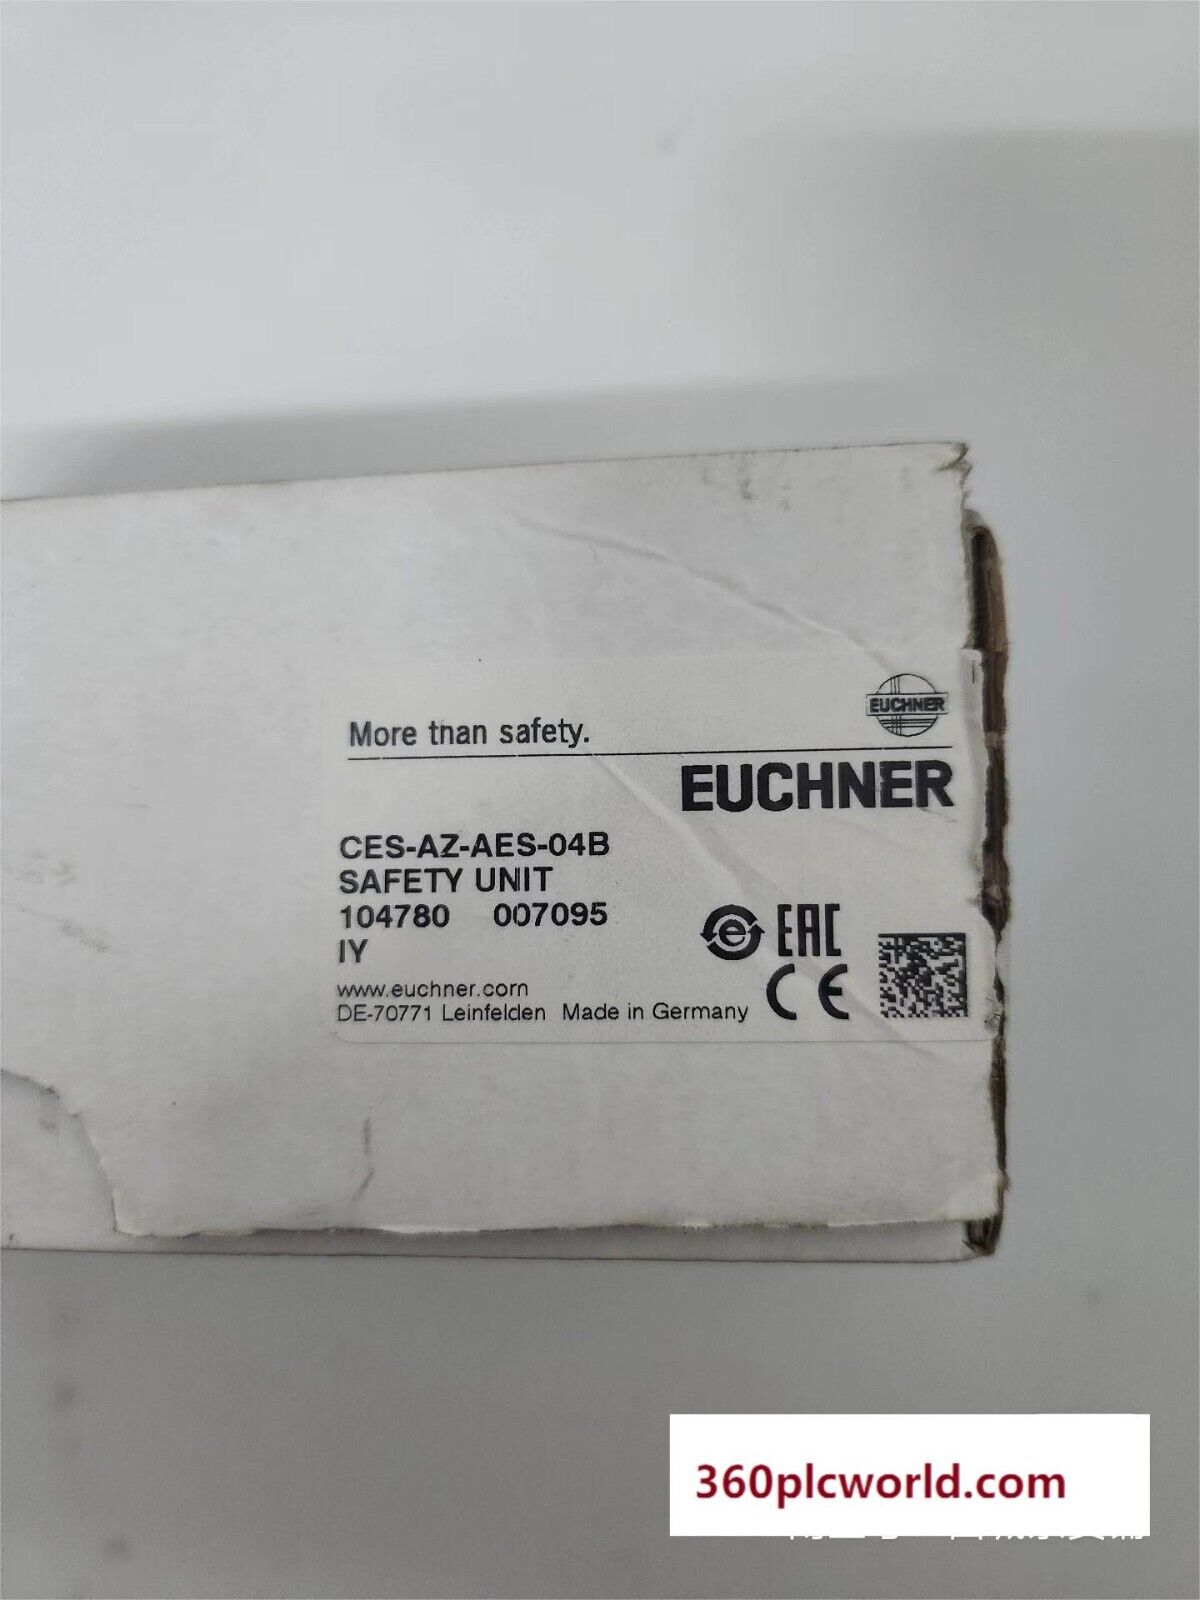 EUCHNER
More than safety.
EUCHNER
CES-AZ-AES-04B
SAFETY UNIT
104780 007095
IY
e EAC
CE
www.euchner.com
DE-70771 Leinfelden Made in Germany
360plcworld.com